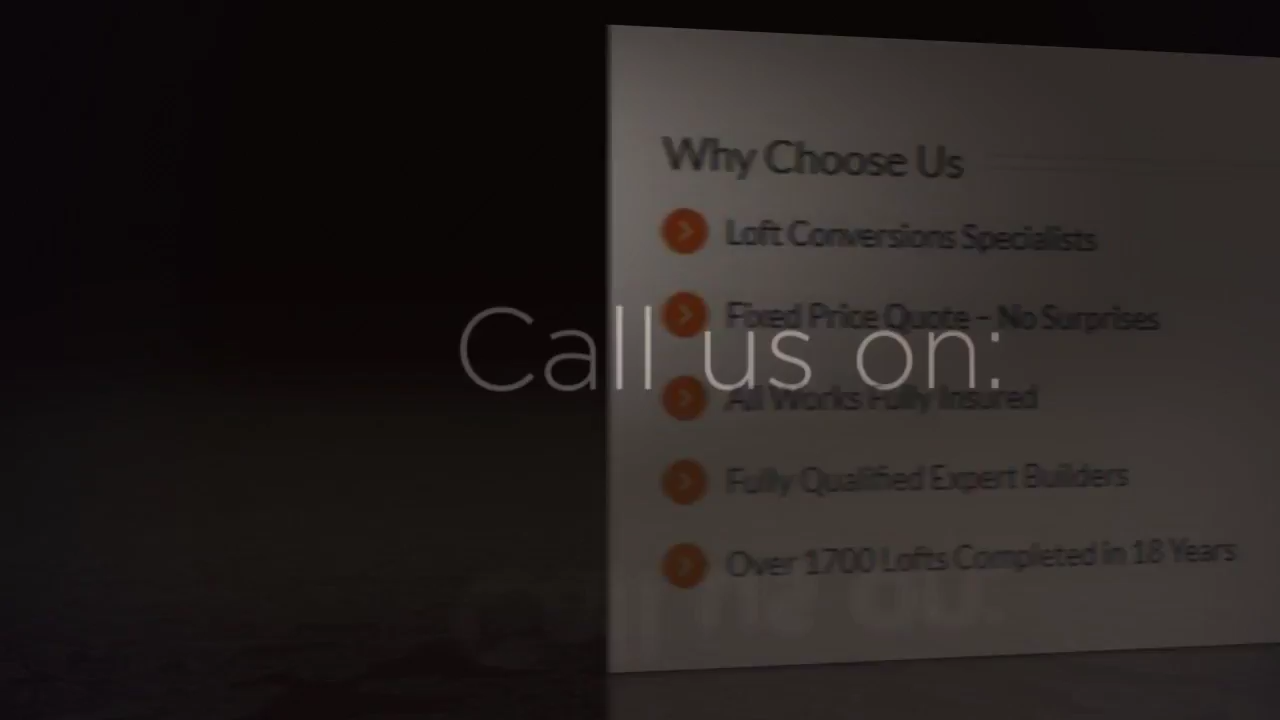 Why Choose Us
Loft Conversions Specialists
Fixed Price Quote – No Surprises
Call us on:
All Works Fully Insured
Fully Qualified Expert Builders
Over 1700 Lofts Completed in 18 Years